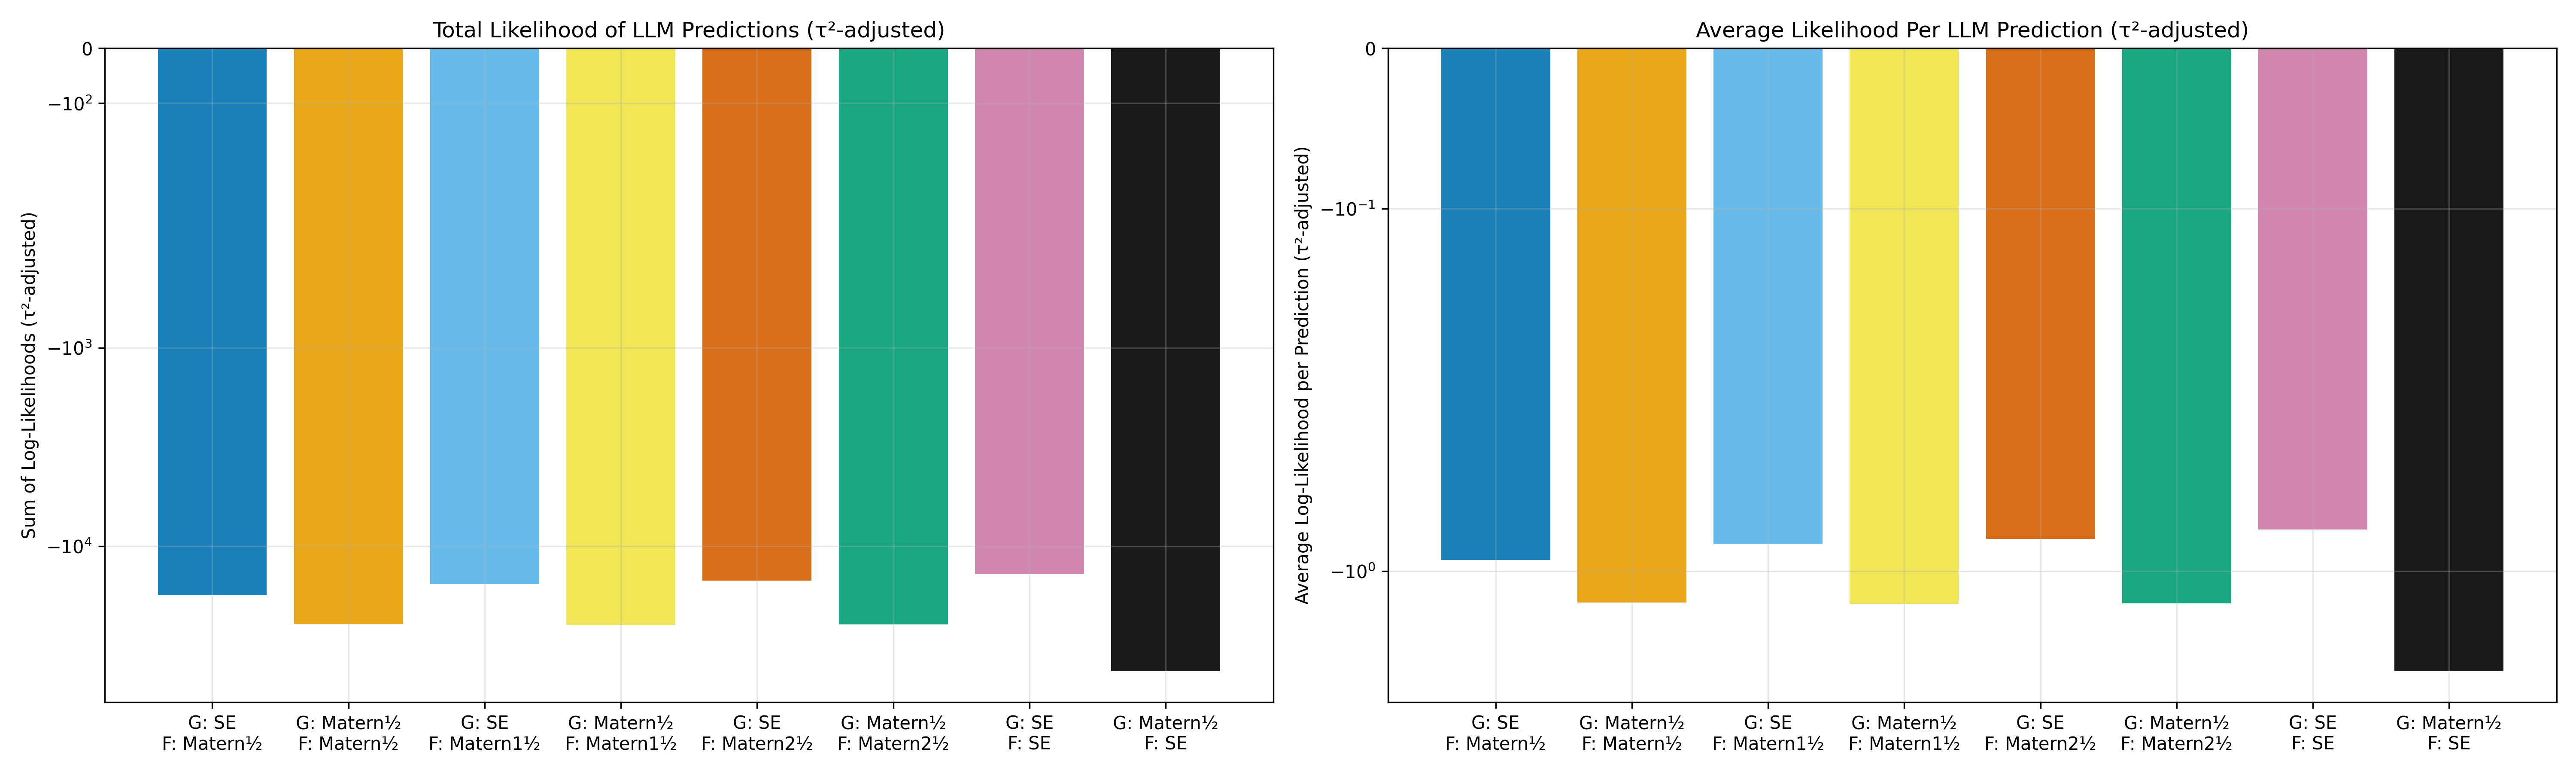 Total Likelihood of LLM Predictions (τ²-adjusted)
Sum of Log-Likelihoods (τ²-adjusted)
0
−10²
−10³
−10⁴
G: SE
F: Matern½
G: Matern½
F: Matern½
G: SE
F: Matern1½
G: Matern½
F: Matern1½
G: SE
F: Matern2½
G: Matern½
F: Matern2½
G: SE
F: SE
G: Matern½
F: SE
Average Likelihood Per LLM Prediction (τ²-adjusted)
Average Log-Likelihood per Prediction (τ²-adjusted)
0
−10⁻¹
−10⁰
G: SE
F: Matern½
G: Matern½
F: Matern½
G: SE
F: Matern1½
G: Matern½
F: Matern1½
G: SE
F: Matern2½
G: Matern½
F: Matern2½
G: SE
F: SE
G: Matern½
F: SE